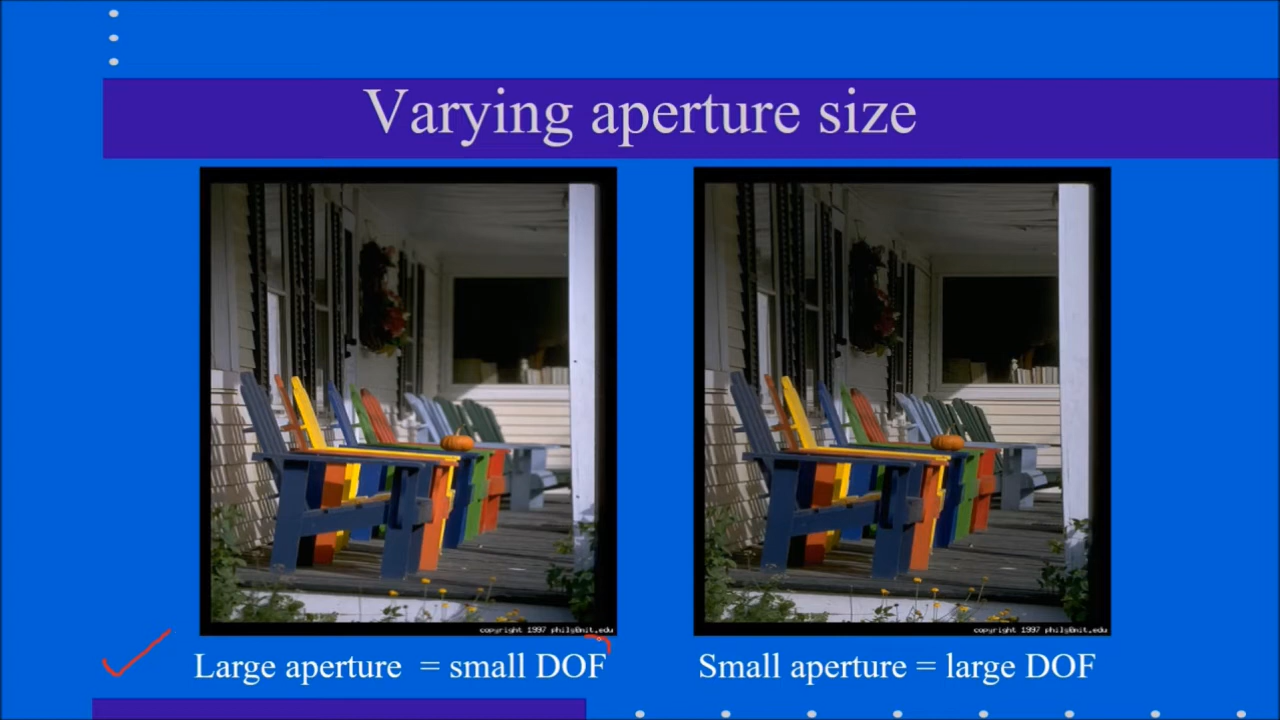 Varying aperture size
copyright 1997 philg@mit.edu
copyright 1997 philg@mit.edu
Large aperture = small DOF
Small aperture = large DOF